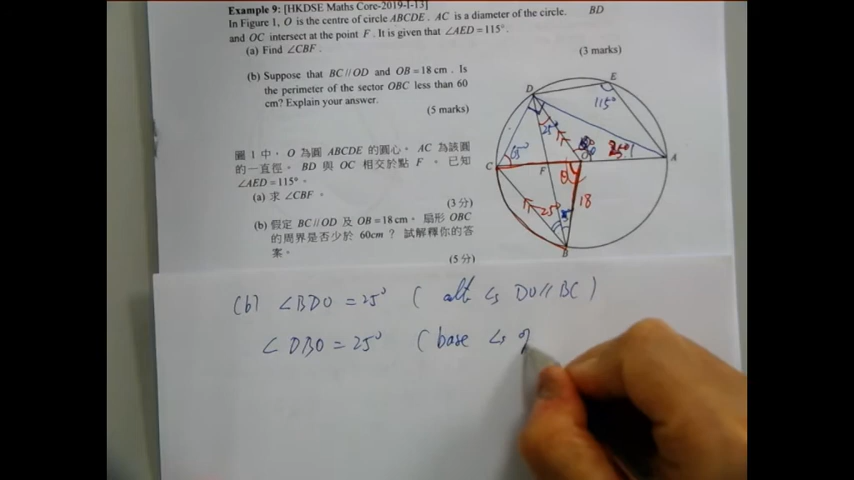 Example 9: [HKDSE Maths Core-2019-I-13]
In Figure 1, O is the centre of circle ABCDE. AC is a diameter of the circle. BD
and OC intersect at the point F. It is given that ∠AED=115°.
(a) Find ∠CBF.
(3 marks)
(b) Suppose that BC//OD and OB=18 cm. Is
the perimeter of the sector OBC less than 60
cm? Explain your answer.
(5 marks)
圖 1 中，O 為圓 ABCDE 的圓心。AC 為該圓
的一直徑。BD 與 OC 相交於點 F。已知
∠AED=115°。
(a) 求 ∠CBF。
(3 分)
(b) 假定 BC//OD 及 OB=18 cm。扇形 OBC
的周界是否少於 60cm？試解釋你的答
案。
(5 分)
E
D
115°
25°
65°
C
F
O
A
θ
25°
18
B
(b) ∠BDO = 25° ( alt ∠s DO//BC )
∠DBO = 25° ( base ∠s of